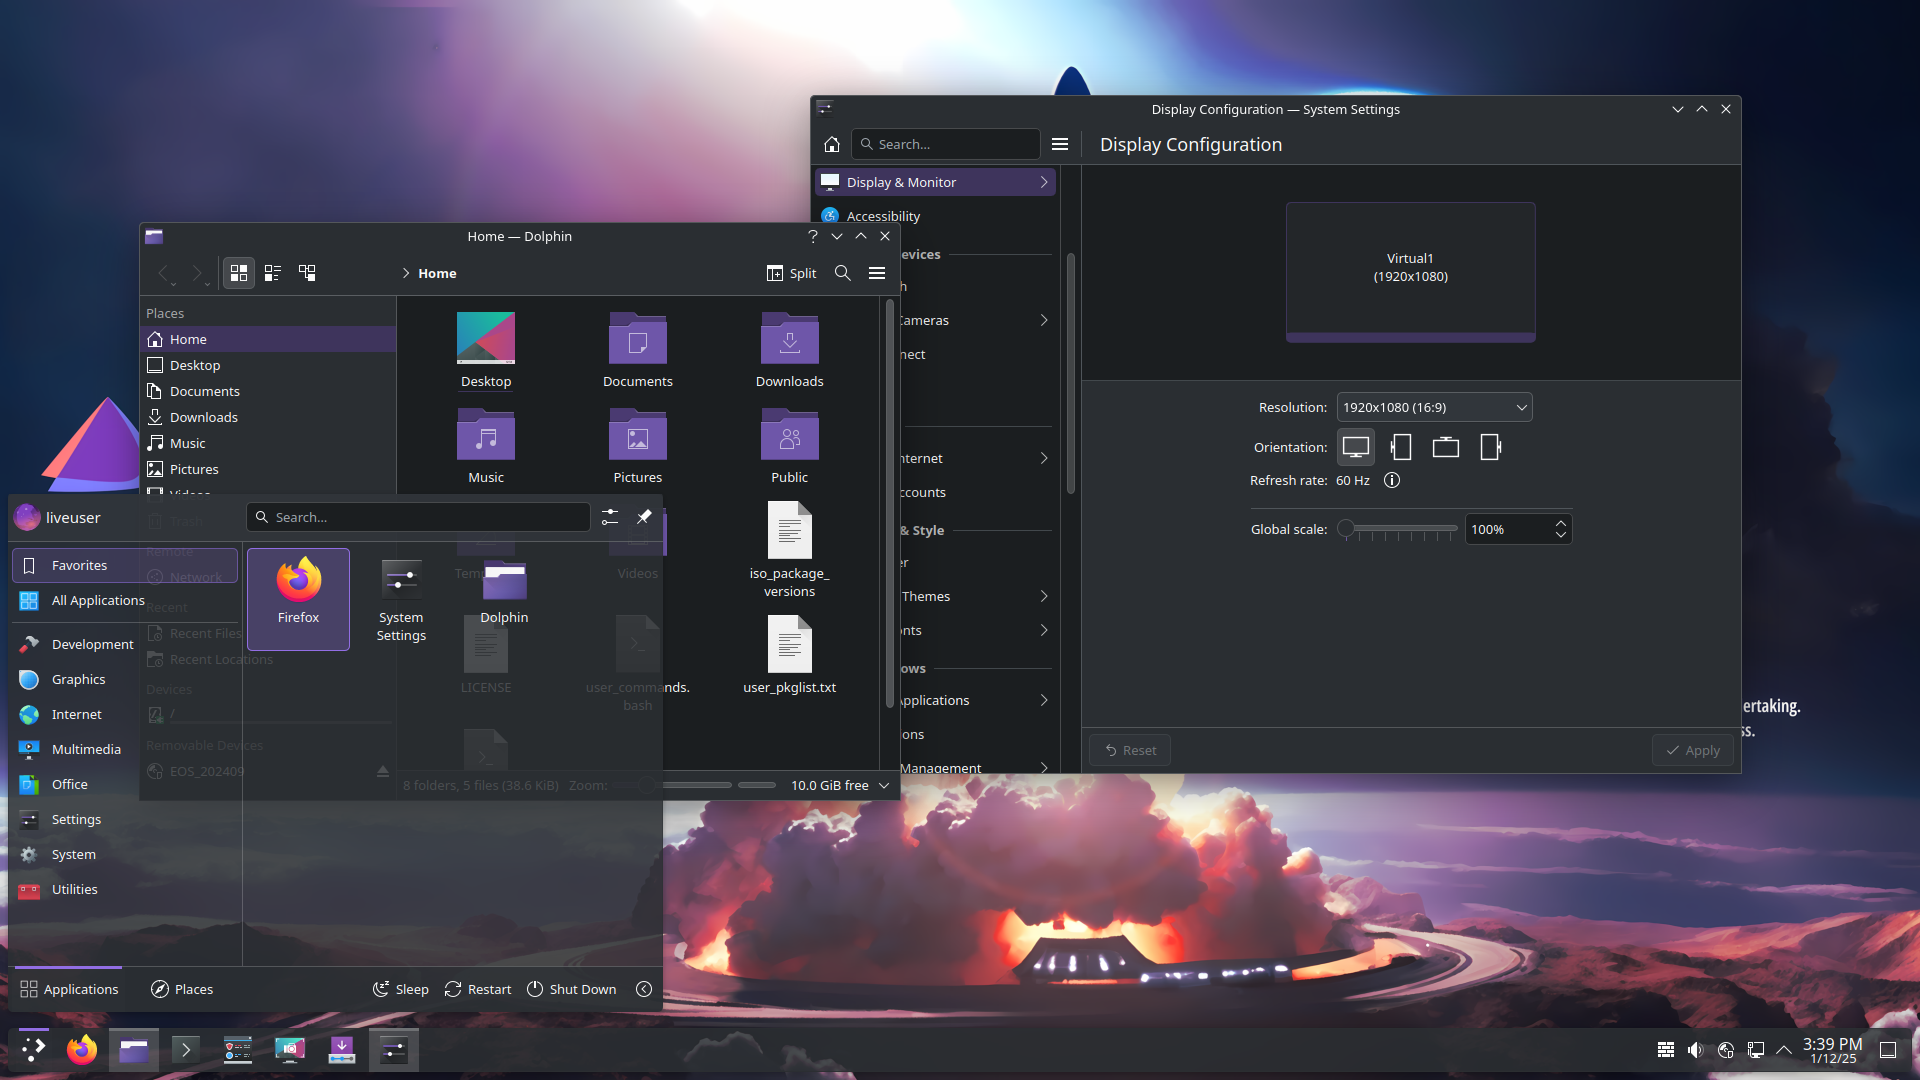 Display Configuration — System Settings
Search...
Display Configuration
Display & Monitor
Accessibility
evices
h
Cameras
nect
nternet
ccounts
& Style
er
Themes
nts
ows
Applications
ons
Management
Virtual1
(1920x1080)
Resolution: 1920x1080 (16:9)
Orientation:
Refresh rate: 60 Hz
Global scale: 100%
Reset
Apply
ertaking.
ss.
Home — Dolphin
Home
Split
Places
Home
Desktop
Documents
Downloads
Music
Pictures
Videos
Trash
Remote
Network
Recent
Recent Files
Recent Locations
Devices
/
Removable Devices
EOS_202409
Desktop
Documents
Downloads
Music
Pictures
Public
Temp
Videos
iso_package_
versions
LICENSE
user_commands.
bash
user_pkglist.txt
8 folders, 5 files (38.6 KiB)
Zoom:
10.0 GiB free
liveuser
Search...
Favorites
All Applications
Development
Graphics
Internet
Multimedia
Office
Settings
System
Utilities
Firefox
System
Settings
Dolphin
Applications
Places
Sleep
Restart
Shut Down
3:39 PM
1/12/25